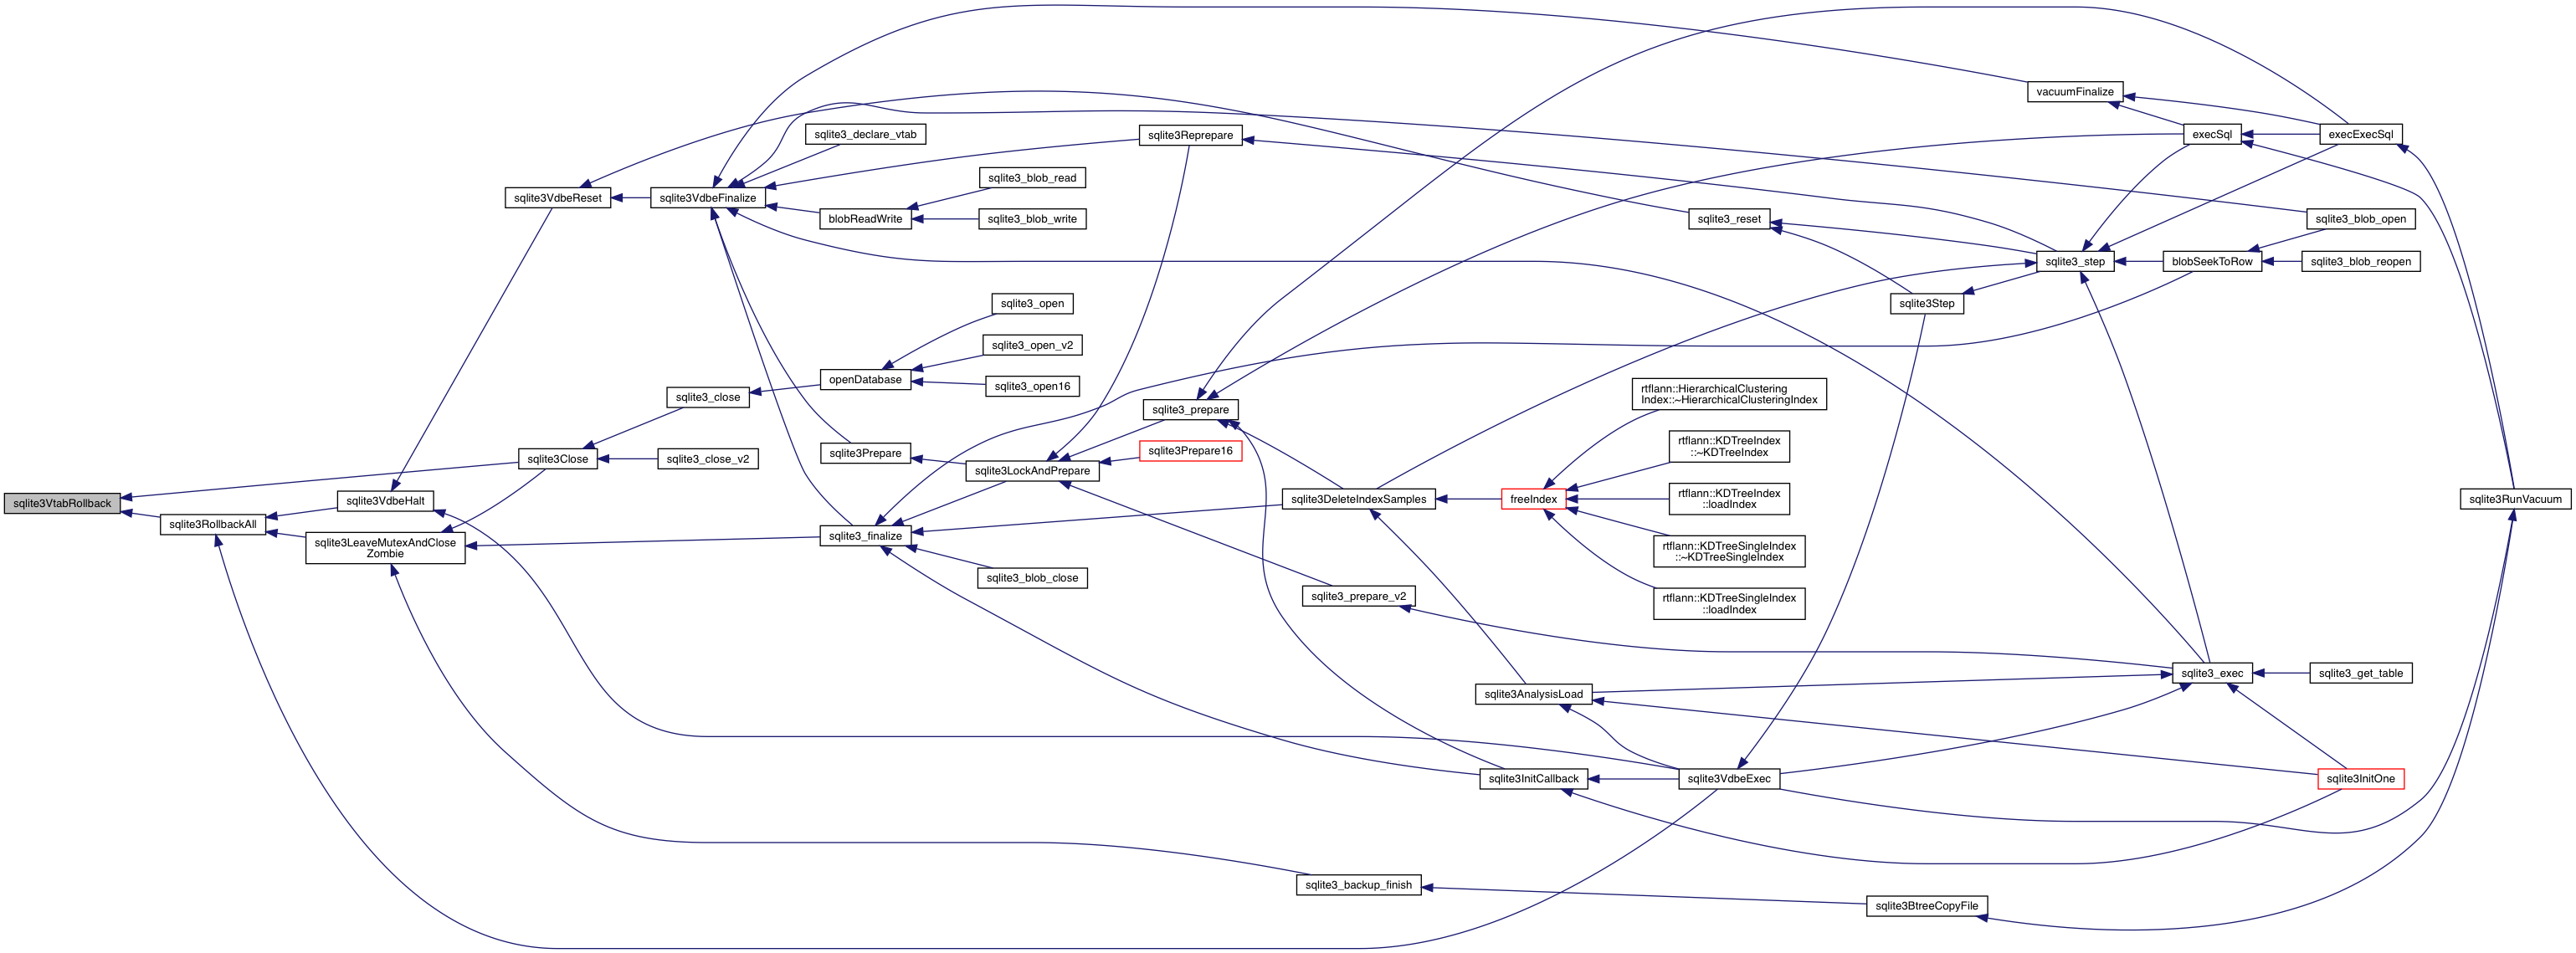 sqlite3VtabRollback
sqlite3RollbackAll
sqlite3VdbeHalt
sqlite3LeaveMutexAndClose
Zombie
sqlite3VdbeReset
sqlite3Close
sqlite3VdbeFinalize
sqlite3_close
sqlite3_close_v2
sqlite3_declare_vtab
blobReadWrite
openDatabase
sqlite3Prepare
sqlite3_finalize
sqlite3_blob_read
sqlite3_blob_write
sqlite3_open
sqlite3_open_v2
sqlite3_open16
sqlite3LockAndPrepare
sqlite3_blob_close
sqlite3Reprepare
sqlite3_prepare
sqlite3Prepare16
sqlite3DeleteIndexSamples
sqlite3_prepare_v2
sqlite3_backup_finish
freeIndex
sqlite3AnalysisLoad
sqlite3InitCallback
rtflann::HierarchicalClustering
Index::~HierarchicalClusteringIndex
rtflann::KDTreeIndex
::~KDTreeIndex
rtflann::KDTreeIndex
::loadIndex
rtflann::KDTreeSingleIndex
::~KDTreeSingleIndex
rtflann::KDTreeSingleIndex
::loadIndex
sqlite3_reset
sqlite3VdbeExec
sqlite3Step
sqlite3BtreeCopyFile
vacuumFinalize
sqlite3_step
execSql
blobSeekToRow
sqlite3_exec
execExecSql
sqlite3_blob_open
sqlite3_blob_reopen
sqlite3_get_table
sqlite3InitOne
sqlite3RunVacuum